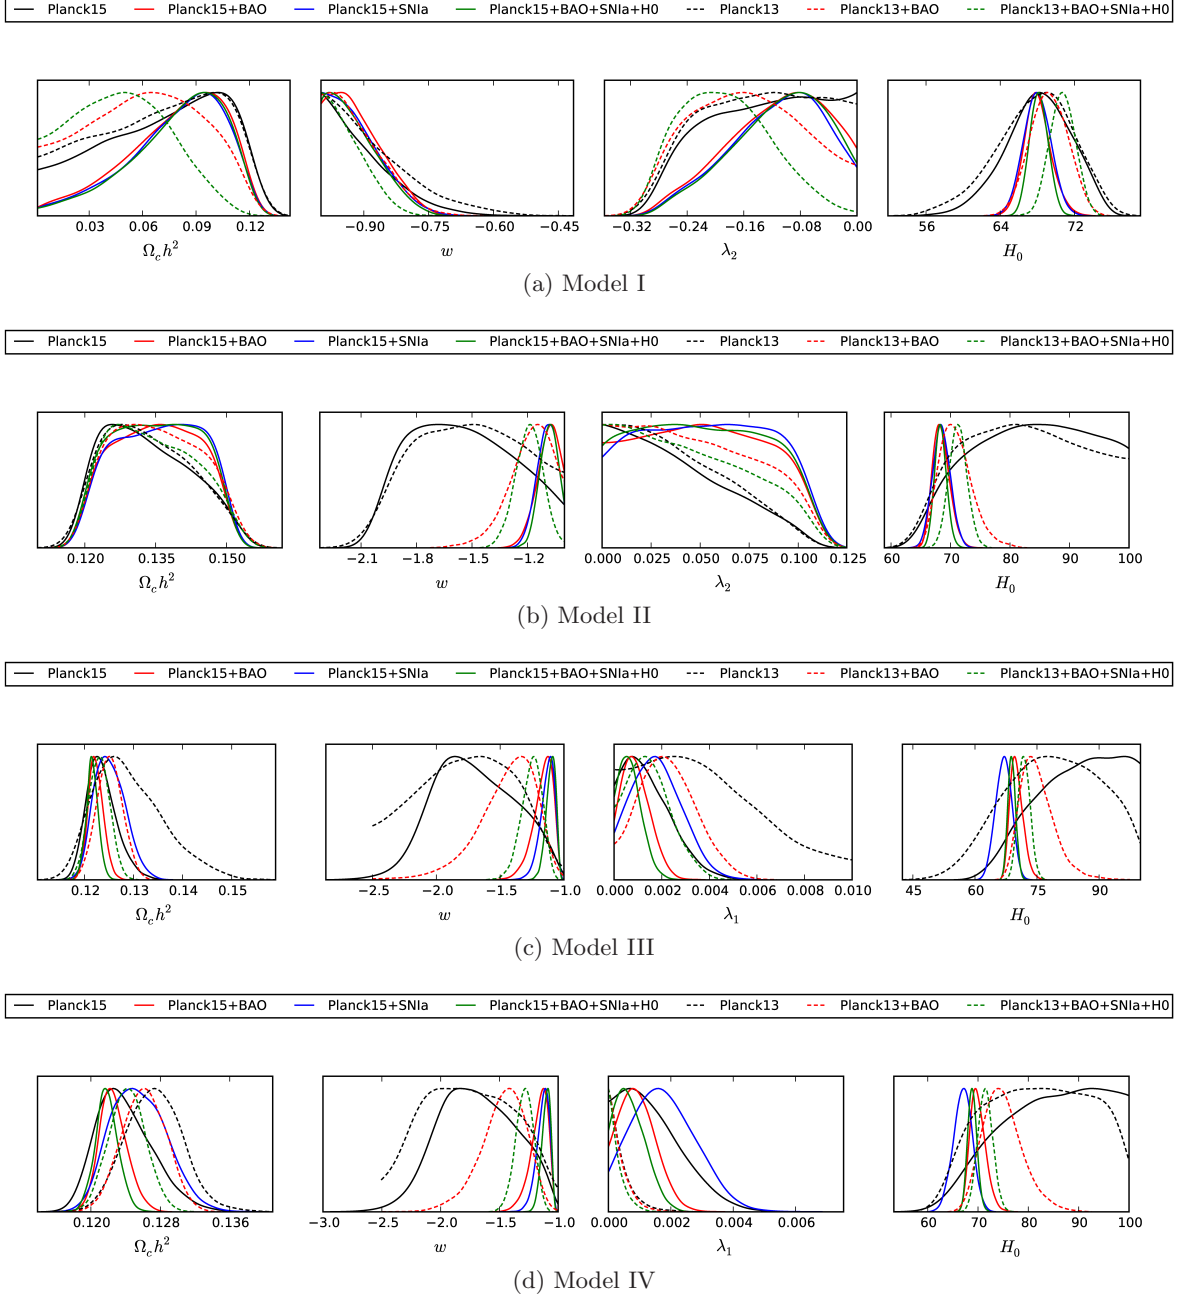 Planck15 Planck15+BAO Planck15+SNIa Planck15+BAO+SNIa+H0 Planck13 Planck13+BAO Planck13+BAO+SNIa+H0
0.03 0.06 0.09 0.12 −0.90 −0.75 −0.60 −0.45 −0.32 −0.24 −0.16 −0.08 0.00 56 64 72
Ω_c h² w λ₂ H₀
(a) Model I
Planck15 Planck15+BAO Planck15+SNIa Planck15+BAO+SNIa+H0 Planck13 Planck13+BAO Planck13+BAO+SNIa+H0
0.120 0.135 0.150 −2.1 −1.8 −1.5 −1.2 0.000 0.025 0.050 0.075 0.100 0.125 60 70 80 90 100
Ω_c h² w λ₂ H₀
(b) Model II
Planck15 Planck15+BAO Planck15+SNIa Planck15+BAO+SNIa+H0 Planck13 Planck13+BAO Planck13+BAO+SNIa+H0
0.12 0.13 0.14 0.15 −2.5 −2.0 −1.5 −1.0 0.000 0.002 0.004 0.006 0.008 0.010 45 60 75 90
Ω_c h² w λ₁ H₀
(c) Model III
Planck15 Planck15+BAO Planck15+SNIa Planck15+BAO+SNIa+H0 Planck13 Planck13+BAO Planck13+BAO+SNIa+H0
0.120 0.128 0.136 −3.0 −2.5 −2.0 −1.5 −1.0 0.000 0.002 0.004 0.006 60 70 80 90 100
Ω_c h² w λ₁ H₀
(d) Model IV